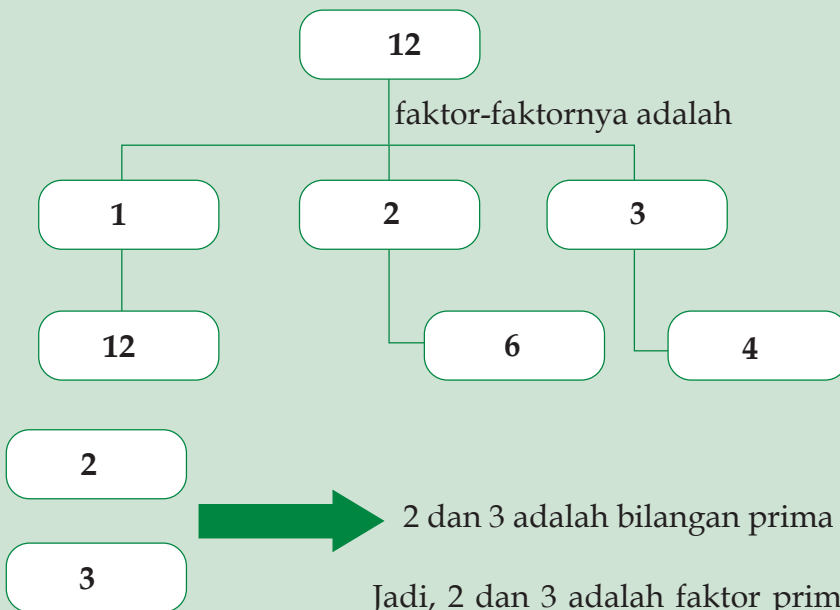 12
faktor-faktornya adalah
1 2 3
12 6 4
2
2 dan 3 adalah bilangan prima
3
Jadi, 2 dan 3 adalah faktor prim